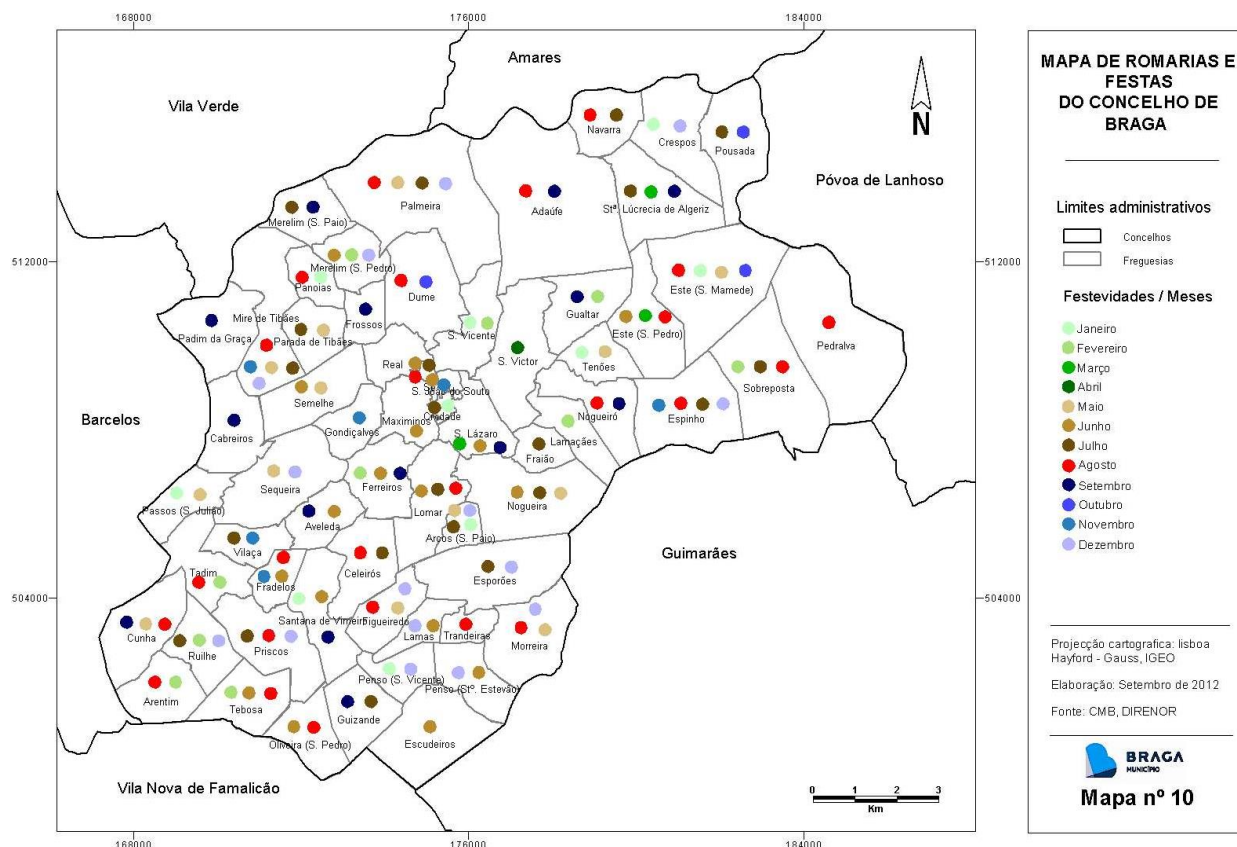 168000
176000
184000
Amares
Vila Verde
Navarra
Crespos
Pousada
Póvoa de Lanhoso
N
Palmeira
Adaúfe
Stª. Lúcrecia de Algeriz
Merelim (S. Paio)
512000
512000
Merelim (S. Pedro)
Panoias
Dume
Este (S. Mamede)
Mire de Tibães
Frossos
Gualtar
Padim da Graça
Parada de Tibães
S. Vicente
Este (S. Pedro)
Pedralva
Real
S. Victor
Tenões
Sobreposta
Semelhe
S. João do Souto
Barcelos
Cividade
Nogueiró
Espinho
Cabreiros
Gondiçalves
Maximinos
S. Lázaro
Lamaçães
Fraião
Sequeira
Ferreiros
Passos (S. Julião)
Lomar
Nogueira
Aveleda
Arcos (S. Paio)
Vilaça
Guimarães
Tadim
Celeirós
Esporões
Fradelos
504000
504000
Santana de Vimeiro
Figueiredo
Cunha
Lamas
Trandeiras
Morreira
Ruilhe
Priscos
Penso (S. Vicente)
Penso (Stº. Estevão)
Arentim
Tebosa
Guizande
Oliveira (S. Pedro)
Escudeiros
Vila Nova de Famalicão
0 1 2 3
Km
168000
176000
184000
MAPA DE ROMARIAS E
FESTAS
DO CONCELHO DE
BRAGA
Limites administrativos
Concelhos
Freguesias
Festevidades / Meses
Janeiro
Fevereiro
Março
Abril
Maio
Junho
Julho
Agosto
Setembro
Outubro
Novembro
Dezembro
Projecção cartografica: lisboa
Hayford - Gauss, IGEO
Elaboração: Setembro de 2012
Fonte: CMB, DIRENOR
BRAGA
MUNICÍPIO
Mapa nº 10